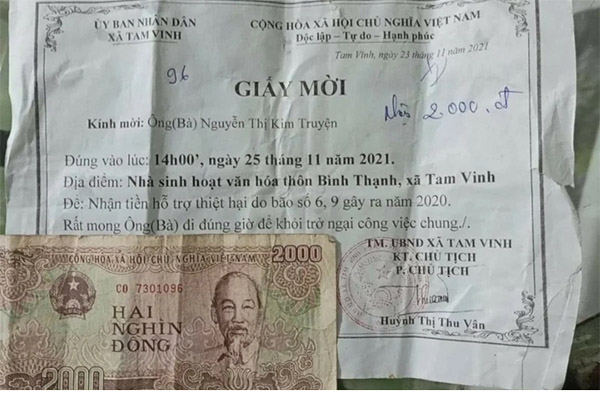 ỦY BAN NHÂN DÂN
XÃ TAM VINH
CỘNG HÒA XÃ HỘI CHỦ NGHĨA VIỆT NAM
Độc lập - Tự do - Hạnh phúc
Tam Vinh, ngày 23 tháng 11 năm 2021
96
GIẤY MỜI
2.000.đ
Kính mời: Ông(Bà) Nguyễn Thị Kim Truyện
Đúng vào lúc: 14h00', ngày 25 tháng 11 năm 2021.
Địa điểm: Nhà sinh hoạt văn hóa thôn Bình Thạnh, xã Tam Vinh
Đề: Nhận tiền hỗ trợ thiệt hại do bão số 6, 9 gây ra năm 2020.
Rất mong Ông(Bà) đi đúng giờ để khỏi trở ngại công việc chung./.
TM. UBND XÃ TAM VINH
KT. CHỦ TỊCH
P. CHỦ TỊCH
Huỳnh Thị Thu Vân
CỘNG HÒA XÃ HỘI CHỦ NGHĨA VIỆT NAM
2000
CO 7301096
HAI
NGHÌN
ĐỒNG
2000